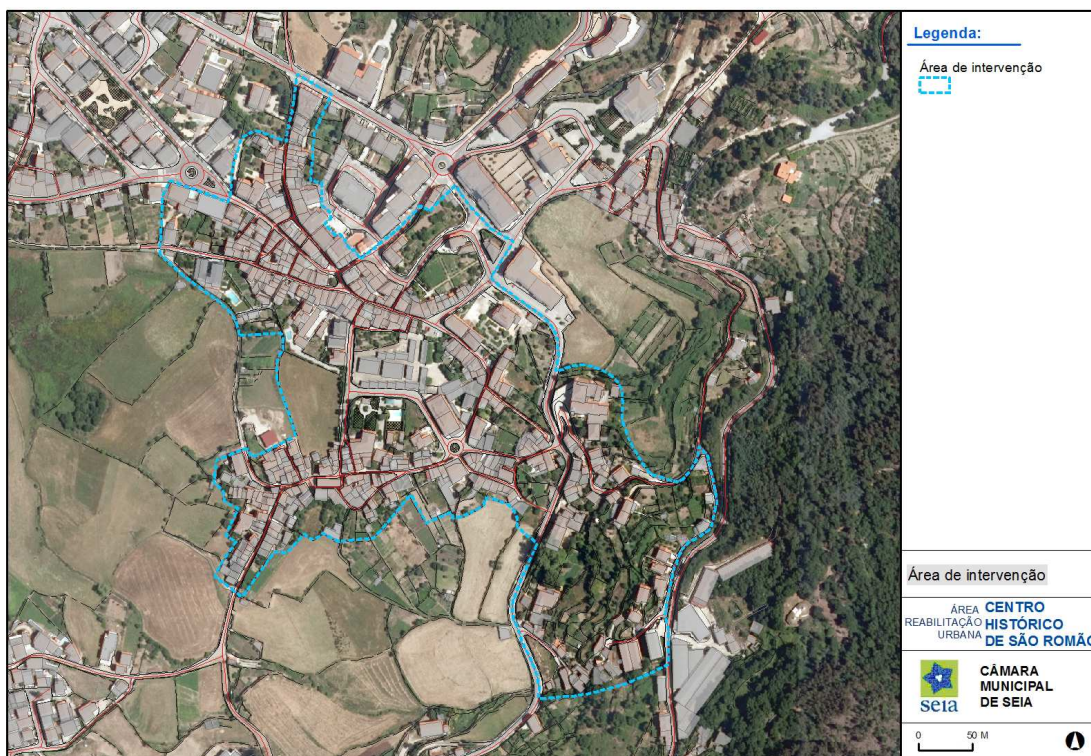 Legenda:
Área de intervenção
Área de intervenção
ÁREA
REABILITAÇÃO
URBANA
CENTRO
HISTÓRICO
DE SÃO ROMÃO
seia
CÂMARA
MUNICIPAL
DE SEIA
0 50 M